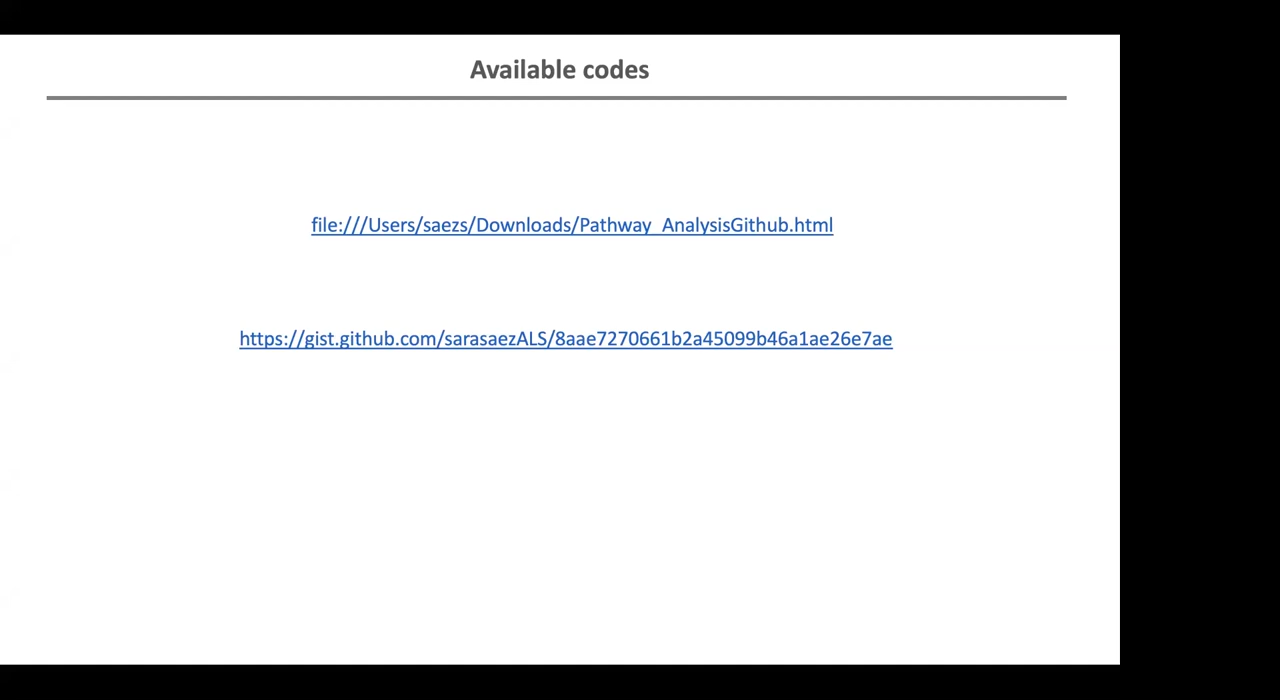 Available codes
file:///Users/saezs/Downloads/Pathway_AnalysisGithub.html
https://gist.github.com/sarasaezALS/8aae7270661b2a45099b46a1ae26e7ae